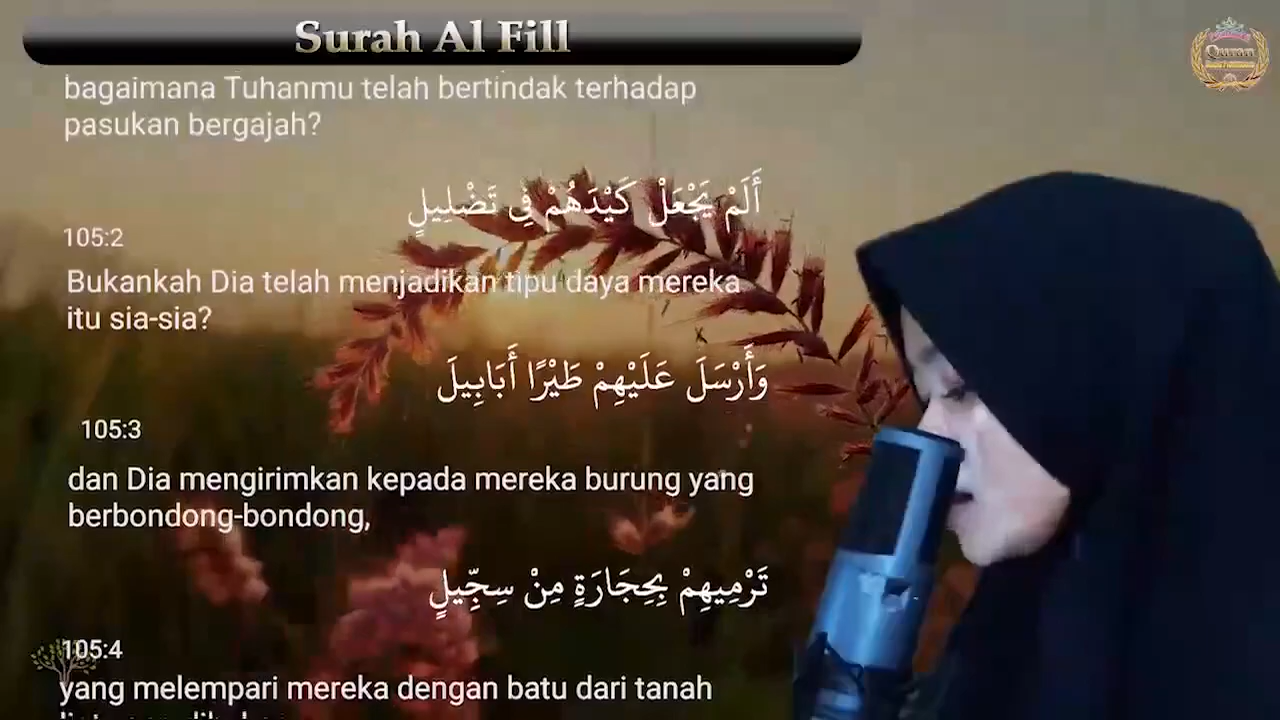 Surah Al Fill
Quran
bagaimana Tuhanmu telah bertindak terhadap
pasukan bergajah?
أَلَمْ يَجْعَلْ كَيْدَهُمْ فِي تَضْلِيلٍ
105:2
Bukankah Dia telah menjadikan tipu daya mereka
itu sia-sia?
وَأَرْسَلَ عَلَيْهِمْ طَيْرًا أَبَابِيلَ
105:3
dan Dia mengirimkan kepada mereka burung yang
berbondong-bondong,
تَرْمِيهِمْ بِحِجَارَةٍ مِنْ سِجِّيلٍ
105:4
yang melempari mereka dengan batu dari tanah